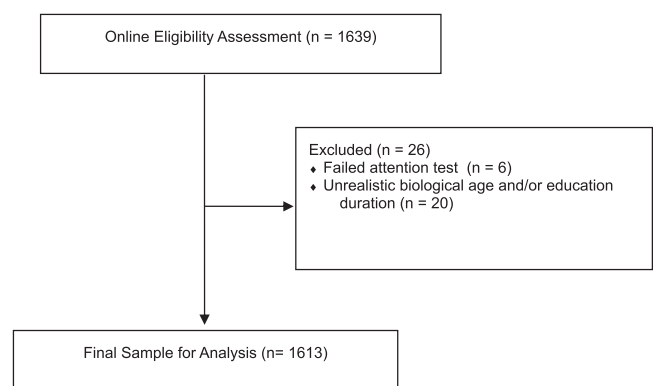 Online Eligibility Assessment (n = 1639)
Excluded (n = 26)
♦ Failed attention test (n = 6)
♦ Unrealistic biological age and/or education
duration (n = 20)
Final Sample for Analysis (n= 1613)